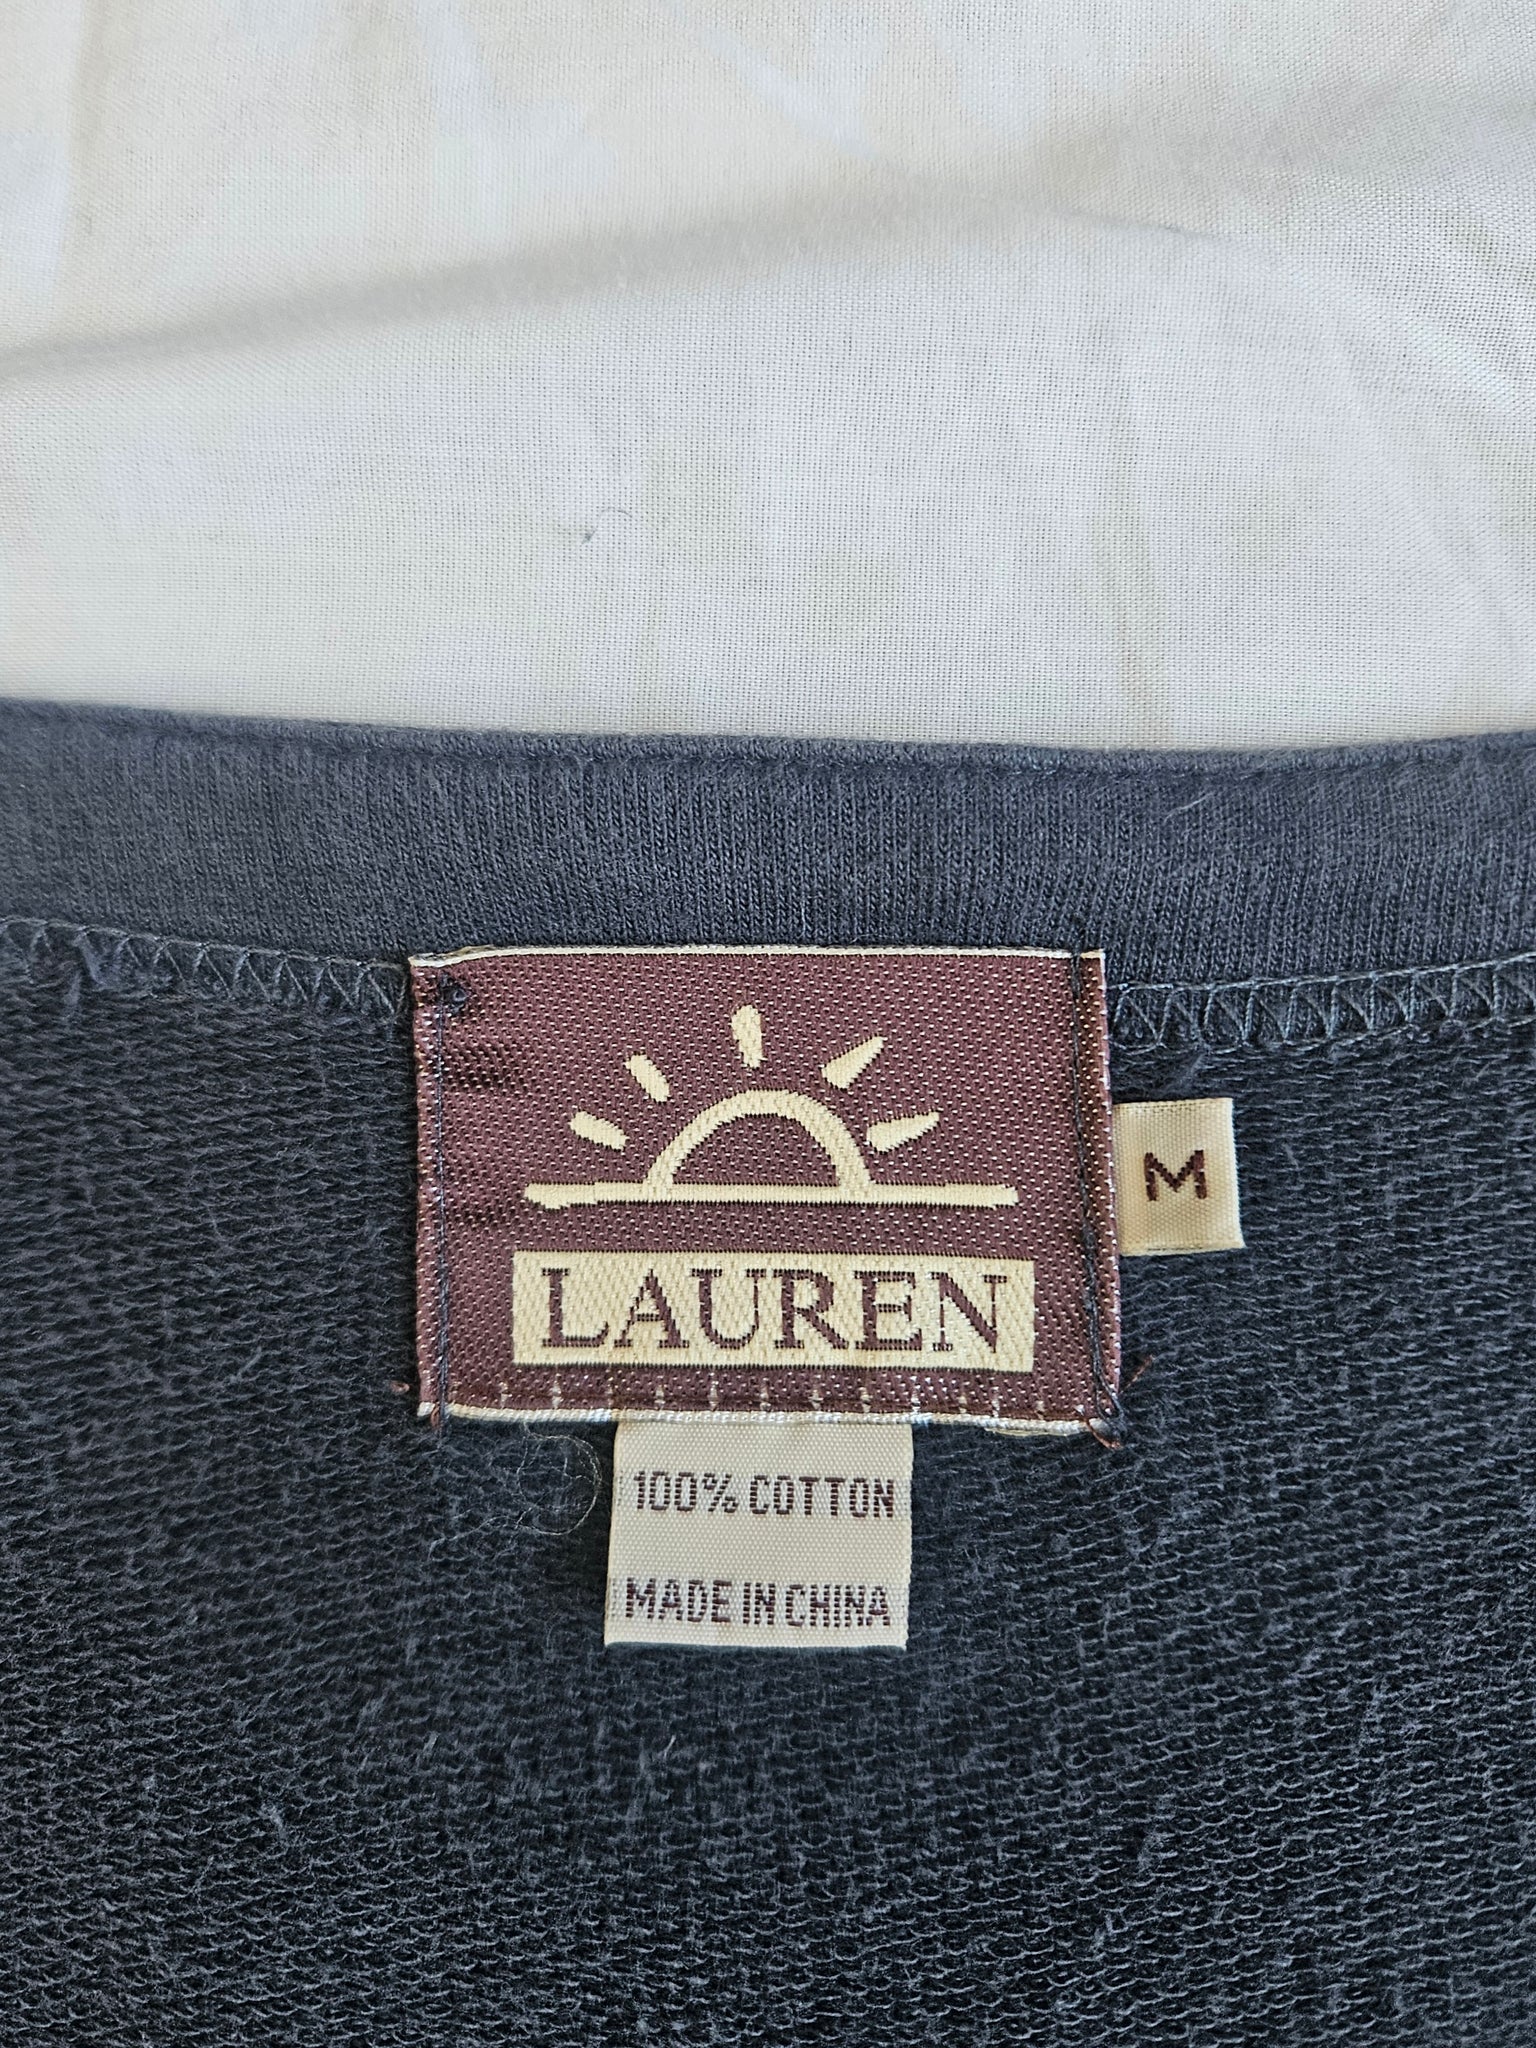 LAUREN
M
100% COTTON
MADE IN CHINA